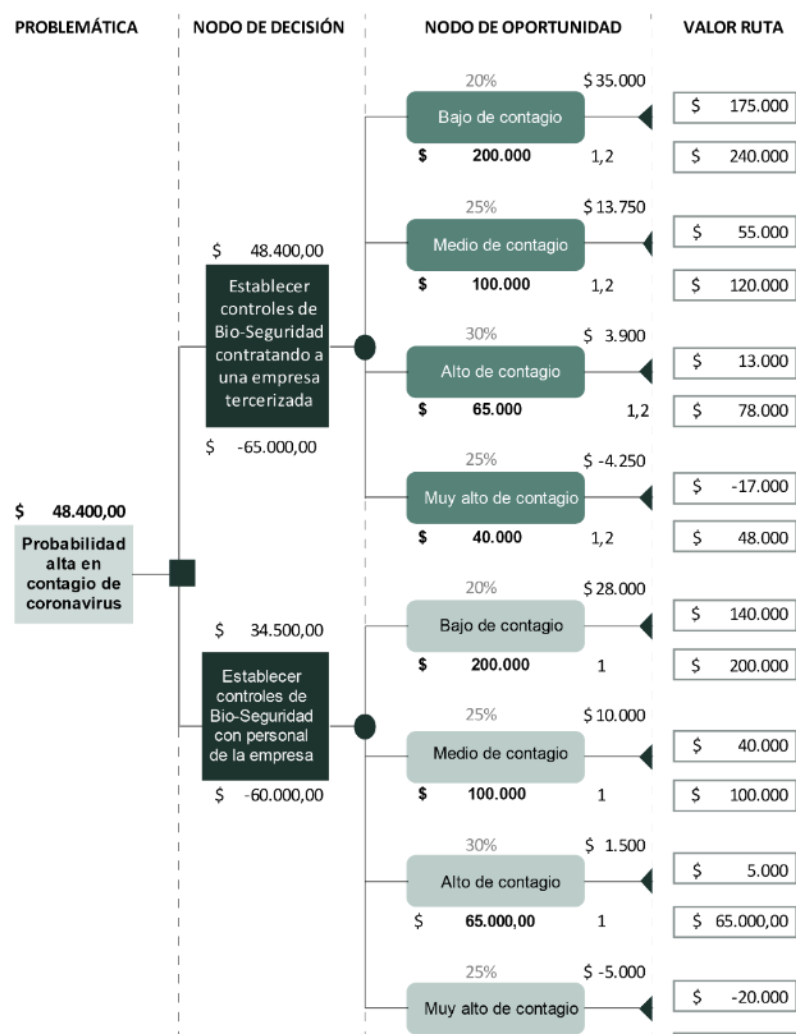 PROBLEMÁTICA NODO DE DECISIÓN NODO DE OPORTUNIDAD VALOR RUTA
20% $ 35.000
Bajo de contagio
$ 175.000
$ 200.000 1,2
$ 240.000
25% $ 13.750
Medio de contagio
$ 55.000
$ 100.000 1,2
$ 120.000
$ 48.400,00
Establecer
controles de
Bio-Seguridad
contratando a
una empresa
tercerizada
$ -65.000,00
30% $ 3.900
Alto de contagio
$ 13.000
$ 65.000 1,2
$ 78.000
25% $ -4.250
Muy alto de contagio
$ -17.000
$ 40.000 1,2
$ 48.000
$ 48.400,00
Probabilidad
alta en
contagio de
coronavirus
20% $ 28.000
Bajo de contagio
$ 140.000
$ 200.000 1
$ 200.000
$ 34.500,00
Establecer
controles de
Bio-Seguridad
con personal
de la empresa
$ -60.000,00
25% $ 10.000
Medio de contagio
$ 40.000
$ 100.000 1
$ 100.000
30% $ 1.500
Alto de contagio
$ 5.000
$ 65.000,00 1
$ 65.000,00
25% $ -5.000
Muy alto de contagio
$ -20.000